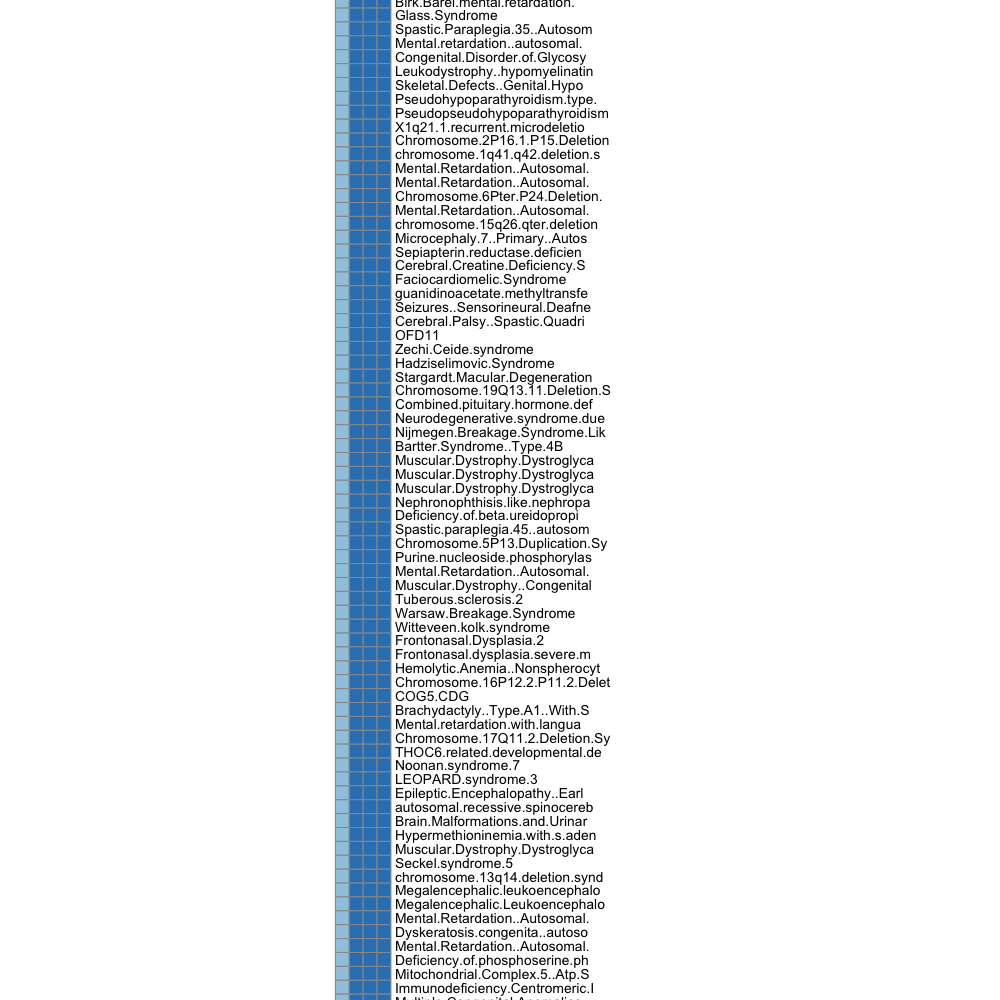 Birk.Barel.mental.retardation.
Glass.Syndrome
Spastic.Paraplegia.35..Autosom
Mental.retardation..autosomal.
Congenital.Disorder.of.Glycosy
Leukodystrophy..hypomyelinatin
Skeletal.Defects..Genital.Hypo
Pseudohypoparathyroidism.type.
Pseudopseudohypoparathyroidism
X1q21.1.recurrent.microdeletio
Chromosome.2P16.1.P15.Deletion
chromosome.1q41.q42.deletion.s
Mental.Retardation..Autosomal.
Mental.Retardation..Autosomal.
Chromosome.6Pter.P24.Deletion.
Mental.Retardation..Autosomal.
chromosome.15q26.qter.deletion
Microcephaly.7..Primary..Autos
Sepiapterin.reductase.deficien
Cerebral.Creatine.Deficiency.S
Faciocardiomelic.Syndrome
guanidinoacetate.methyltransfe
Seizures..Sensorineural.Deafne
Cerebral.Palsy..Spastic.Quadri
OFD11
Zechi.Ceide.syndrome
Hadziselimovic.Syndrome
Stargardt.Macular.Degeneration
Chromosome.19Q13.11.Deletion.S
Combined.pituitary.hormone.def
Neurodegenerative.syndrome.due
Nijmegen.Breakage.Syndrome.Lik
Bartter.Syndrome..Type.4B
Muscular.Dystrophy.Dystroglyca
Muscular.Dystrophy.Dystroglyca
Muscular.Dystrophy.Dystroglyca
Nephronophthisis.like.nephropa
Deficiency.of.beta.ureidopropi
Spastic.paraplegia.45..autosom
Chromosome.5P13.Duplication.Sy
Purine.nucleoside.phosphorylas
Mental.Retardation..Autosomal.
Muscular.Dystrophy..Congenital
Tuberous.sclerosis.2
Warsaw.Breakage.Syndrome
Witteveen.kolk.syndrome
Frontonasal.Dysplasia.2
Frontonasal.dysplasia.severe.m
Hemolytic.Anemia..Nonspherocyt
Chromosome.16P12.2.P11.2.Delet
COG5.CDG
Brachydactyly..Type.A1..With.S
Mental.retardation.with.langua
Chromosome.17Q11.2.Deletion.Sy
THOC6.related.developmental.de
Noonan.syndrome.7
LEOPARD.syndrome.3
Epileptic.Encephalopathy..Earl
autosomal.recessive.spinocereb
Brain.Malformations.and.Urinar
Hypermethioninemia.with.s.aden
Muscular.Dystrophy.Dystroglyca
Seckel.syndrome.5
chromosome.13q14.deletion.synd
Megalencephalic.leukoencephalo
Megalencephalic.Leukoencephalo
Mental.Retardation..Autosomal.
Dyskeratosis.congenita..autoso
Mental.Retardation..Autosomal.
Deficiency.of.phosphoserine.ph
Mitochondrial.Complex.5..Atp.S
Immunodeficiency.Centromeric.I